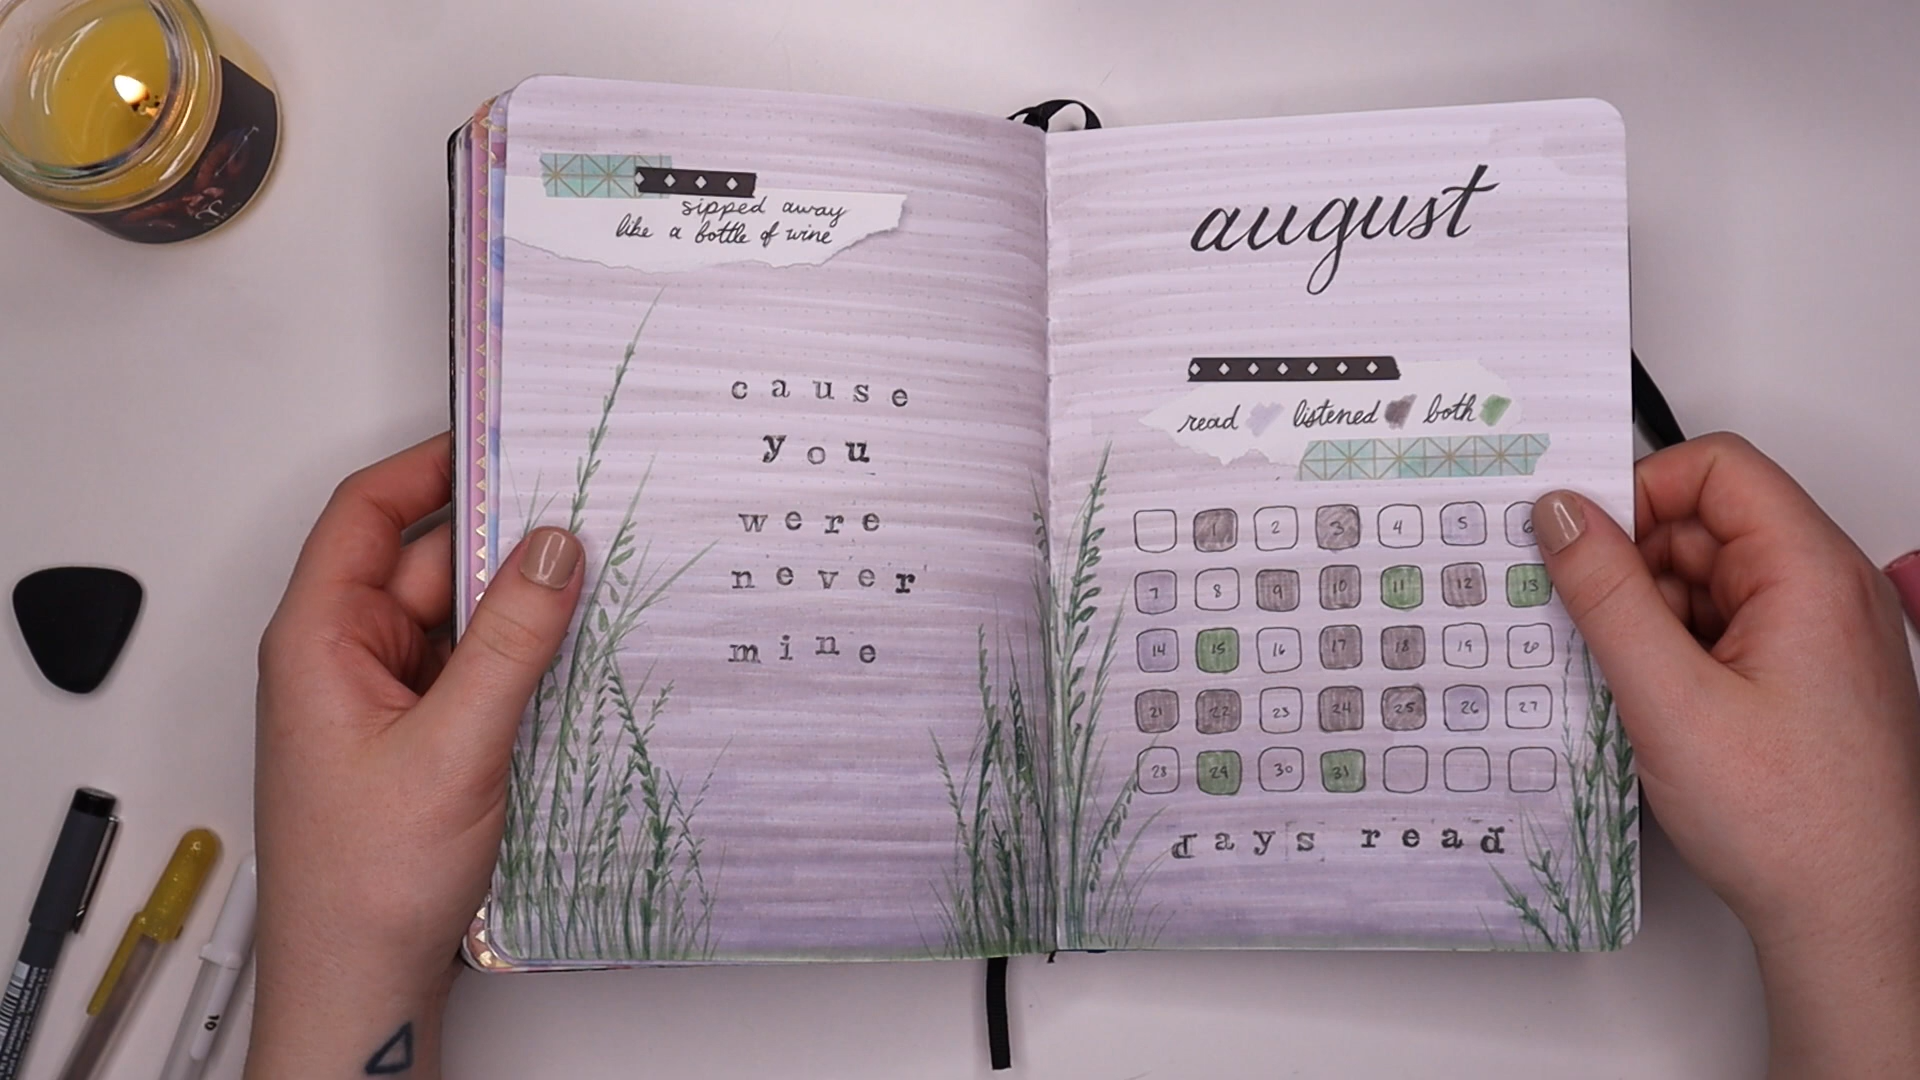 sipped away
like a bottle of wine
cause
you
were
never
mine
august
read listened both
1 2 3 4 5 6
7 8 9 10 11 12 13
14 15 16 17 18 19 20
21 22 23 24 25 26 27
28 29 30 31
days read
10